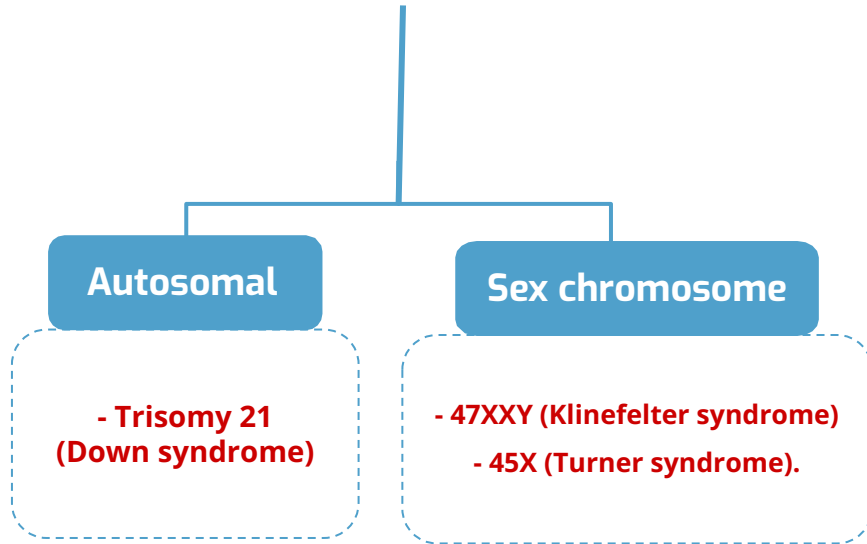 Autosomal
Sex chromosome
- Trisomy 21
(Down syndrome)
- 47XXY (Klinefelter syndrome)
- 45X (Turner syndrome).